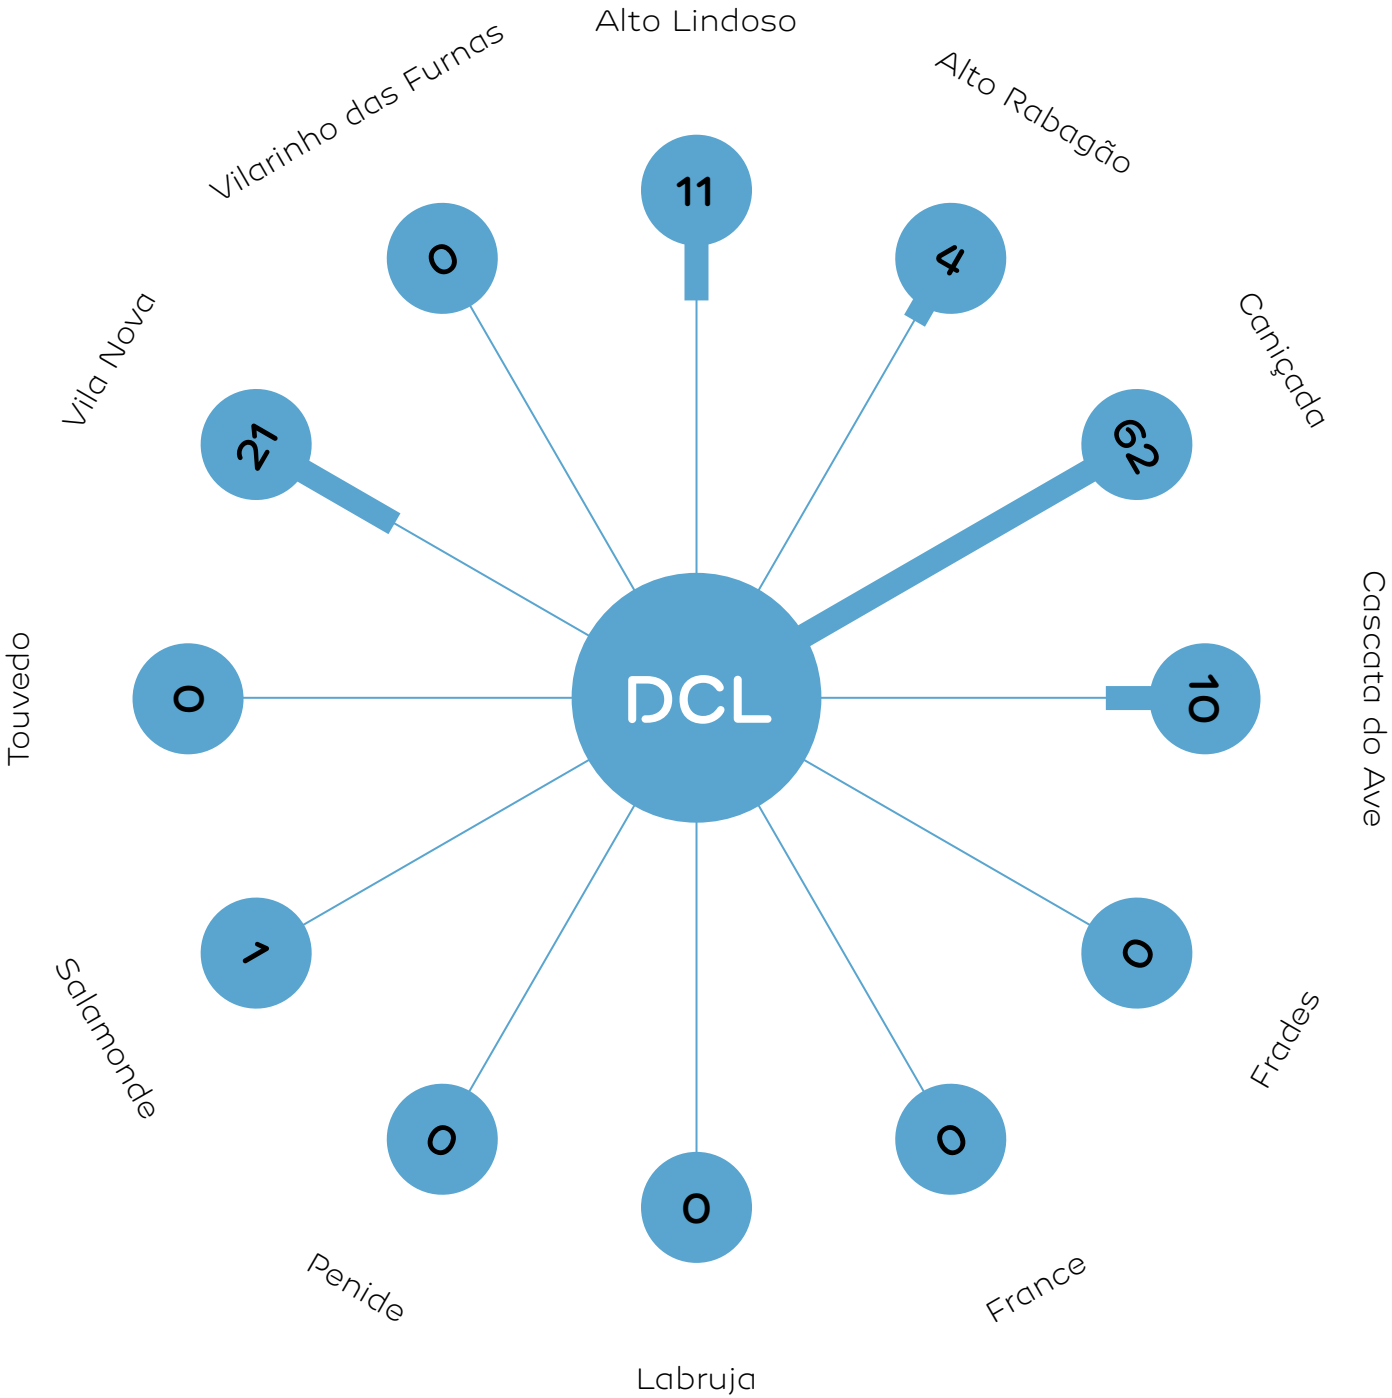 Alto Lindoso
11
Alto Rabagão
4
Caniçada
62
Cascata do Ave
10
Frades
0
France
0
Labruja
0
Penide
0
Salamonde
1
Touvedo
0
Vila Nova
21
Vilarinho das Furnas
0
DCL